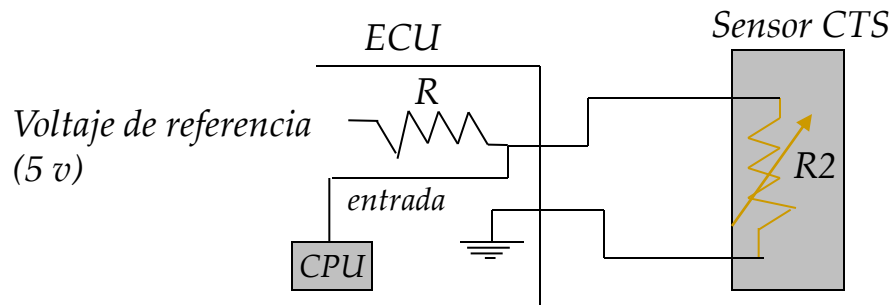 Sensor CTS
ECU
R
Voltaje de referencia
(5 v)
R2
entrada
CPU